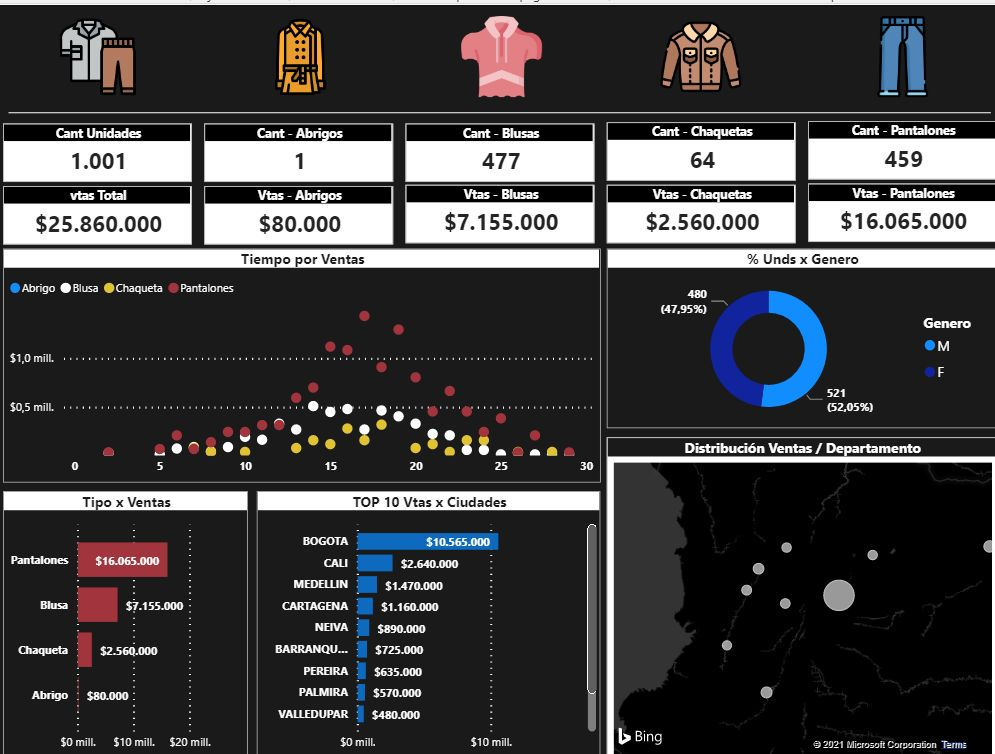 Cant Unidades
1.001
Cant - Abrigos
1
Cant - Blusas
477
Cant - Chaquetas
64
Cant - Pantalones
459
vtas Total
$25.860.000
Vtas - Abrigos
$80.000
Vtas - Blusas
$7.155.000
Vtas - Chaquetas
$2.560.000
Vtas - Pantalones
$16.065.000
Tiempo por Ventas
Abrigo Blusa Chaqueta Pantalones
$1,0 mill.
$0,5 mill.
0 5 10 15 20 25 30
% Unds x Genero
480
(47,95%)
521
(52,05%)
Genero
M
F
Tipo x Ventas
Pantalones $16.065.000
Blusa $7.155.000
Chaqueta $2.560.000
Abrigo $80.000
$0 mill. $10 mill. $20 mill.
TOP 10 Vtas x Ciudades
BOGOTA $10.565.000
CALI $2.640.000
MEDELLIN $1.470.000
CARTAGENA $1.160.000
NEIVA $890.000
BARRANQU... $725.000
PEREIRA $635.000
PALMIRA $570.000
VALLEDUPAR $480.000
$0 mill. $10 mill.
Distribución Ventas / Departamento
Bing
© 2021 Microsoft Corporation Terms